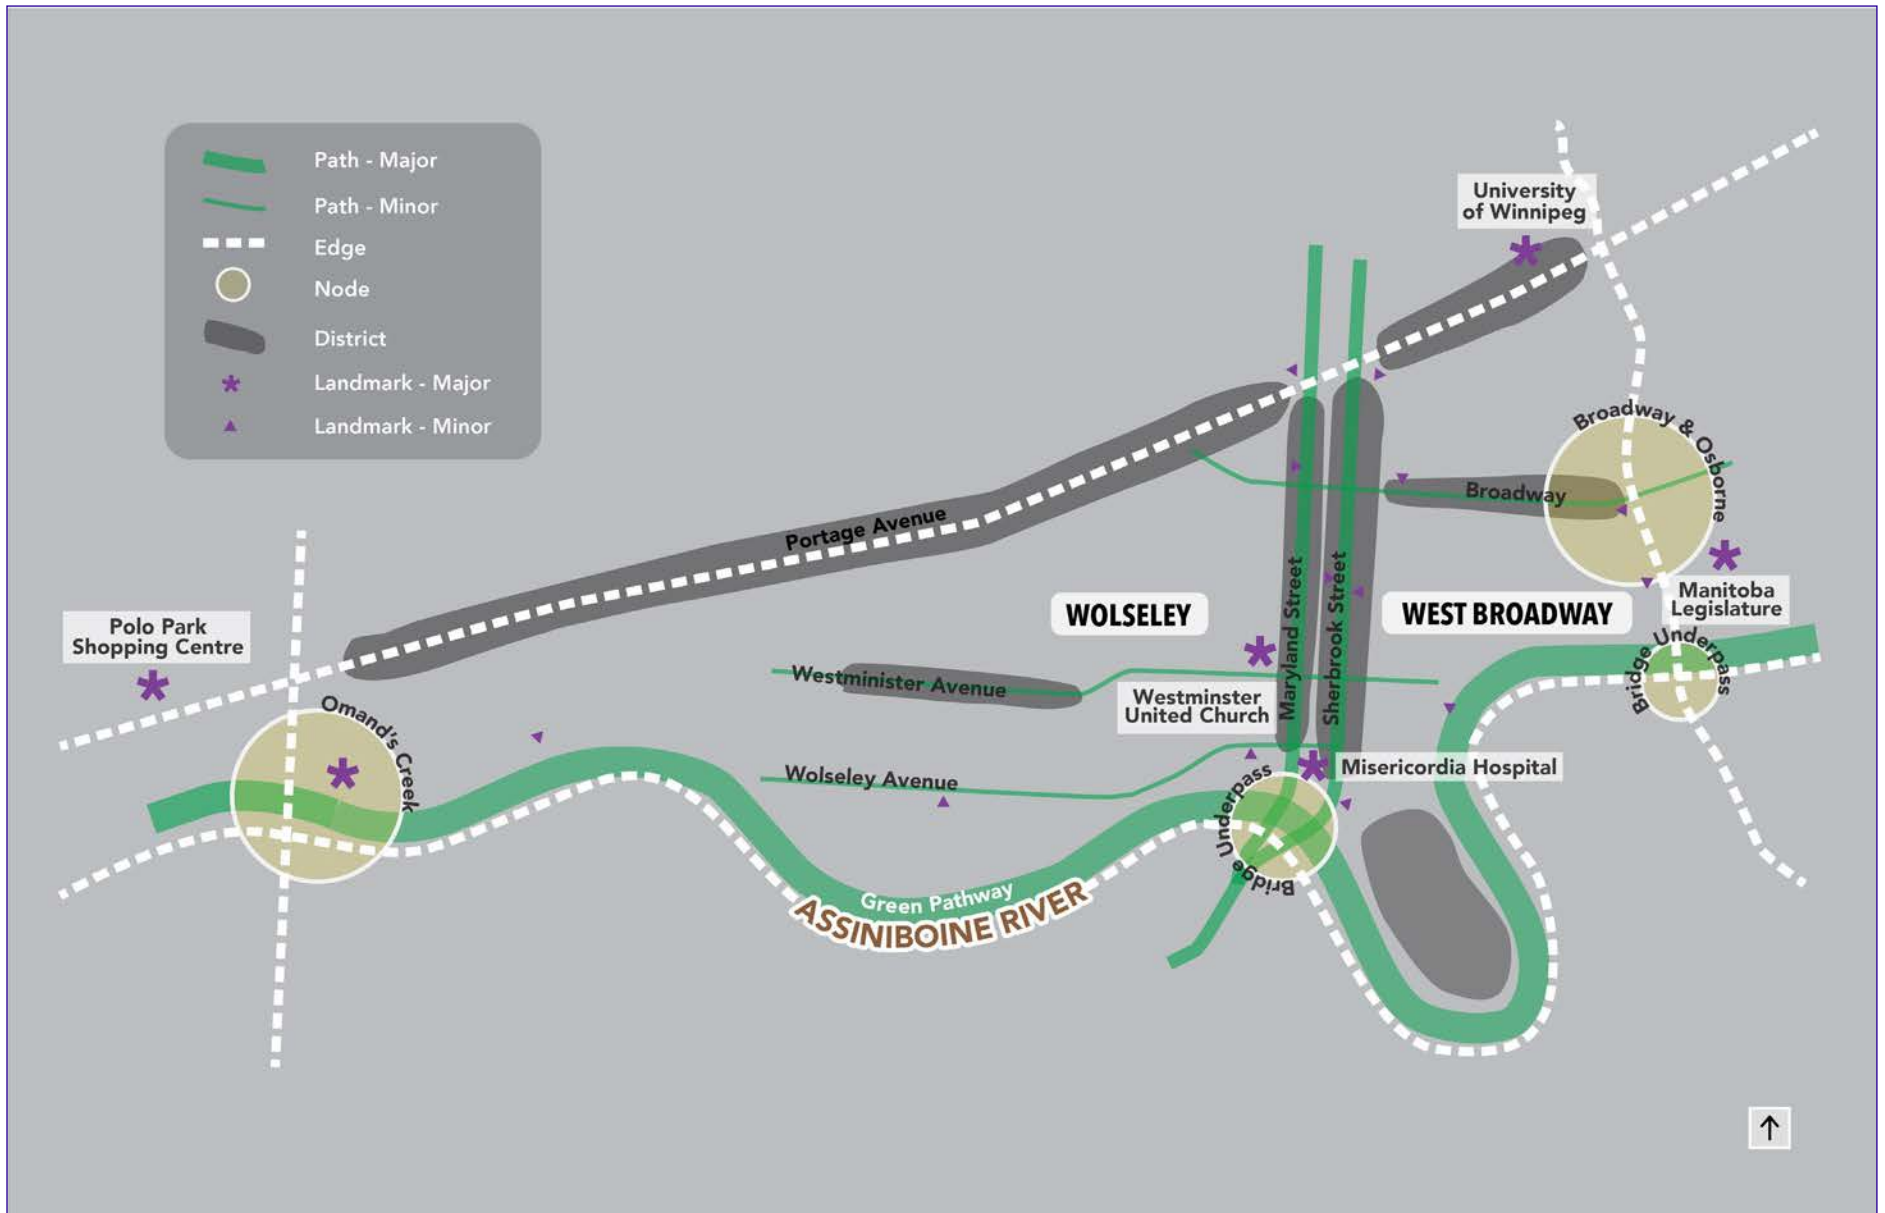 Path - Major
Path - Minor
Edge
Node
District
Landmark - Major
Landmark - Minor
University
of Winnipeg
Broadway & Osborne
Broadway
Portage Avenue
Manitoba
Legislature
Polo Park
Shopping Centre
WOLSELEY
WEST BROADWAY
Maryland Street
Sherbrook Street
Bridge Underpass
Westminister Avenue
Westminster
United Church
Omand's Creek
Wolseley Avenue
Misericordia Hospital
Bridge Underpass
Green Pathway
ASSINIBOINE RIVER